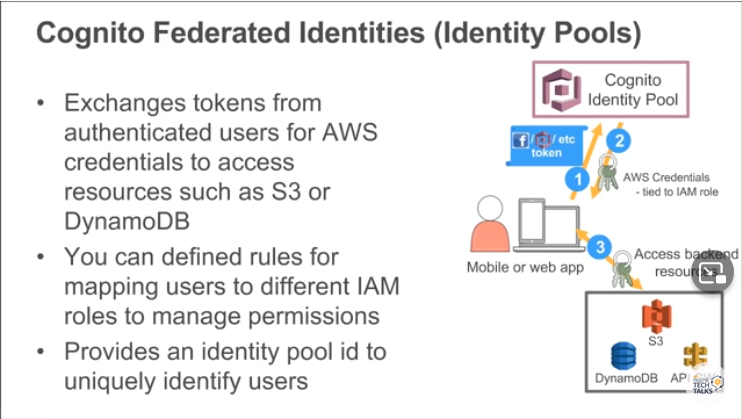 Cognito Federated Identities (Identity Pools)
• Exchanges tokens from
authenticated users for AWS
credentials to access
resources such as S3 or
DynamoDB
• You can defined rules for
mapping users to different IAM
roles to manage permissions
• Provides an identity pool id to
uniquely identify users
Cognito
Identity Pool
f / / etc
token
1
2
AWS Credentials
- tied to IAM role
Mobile or web app
3
Access backend
S3
DynamoDB
TECH
TALKS